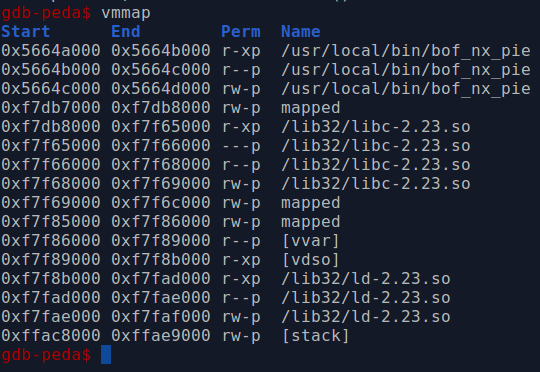 gdb-peda$ vmmap
Start      End        Perm Name
0x5664a000 0x5664b000 r-xp /usr/local/bin/bof_nx_pie
0x5664b000 0x5664c000 r--p /usr/local/bin/bof_nx_pie
0x5664c000 0x5664d000 rw-p /usr/local/bin/bof_nx_pie
0xf7db7000 0xf7db8000 rw-p mapped
0xf7db8000 0xf7f65000 r-xp /lib32/libc-2.23.so
0xf7f65000 0xf7f66000 ---p /lib32/libc-2.23.so
0xf7f66000 0xf7f68000 r--p /lib32/libc-2.23.so
0xf7f68000 0xf7f69000 rw-p /lib32/libc-2.23.so
0xf7f69000 0xf7f6c000 rw-p mapped
0xf7f85000 0xf7f86000 rw-p mapped
0xf7f86000 0xf7f89000 r--p [vvar]
0xf7f89000 0xf7f8b000 r-xp [vdso]
0xf7f8b000 0xf7fad000 r-xp /lib32/ld-2.23.so
0xf7fad000 0xf7fae000 r--p /lib32/ld-2.23.so
0xf7fae000 0xf7faf000 rw-p /lib32/ld-2.23.so
0xffac8000 0xffae9000 rw-p [stack]
gdb-peda$